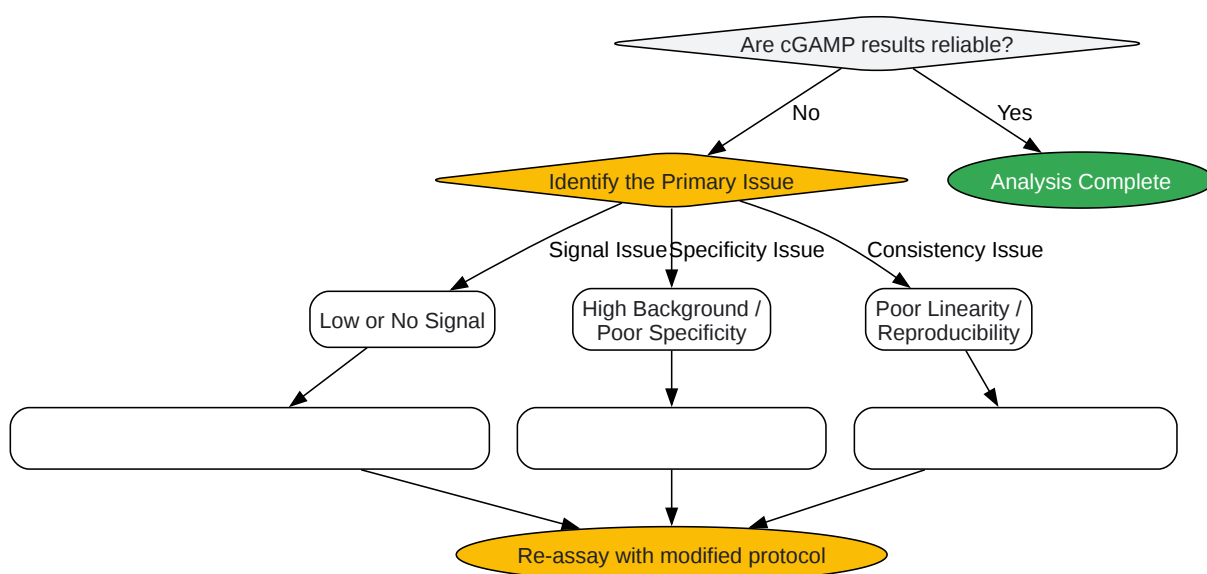 Are cGAMP results reliable?
No
Yes
Identify the Primary Issue
Analysis Complete
Signal Issue
Specificity Issue
Consistency Issue
Low or No Signal
High Background /
Poor Specificity
Poor Linearity /
Reproducibility
Re-assay with modified protocol